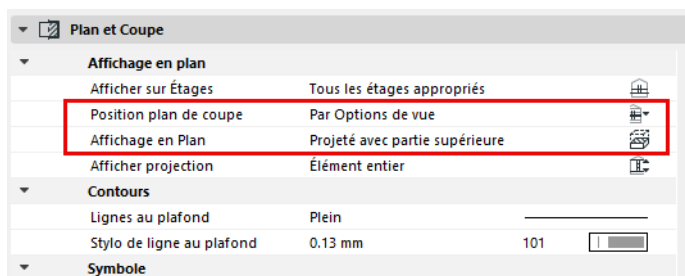 Plan et Coupe
Affichage en plan
Afficher sur Étages Tous les étages appropriés
Position plan de coupe Par Options de vue
Affichage en Plan Projeté avec partie supérieure
Afficher projection Élément entier
Contours
Lignes au plafond Plein
Stylo de ligne au plafond 0.13 mm 101
Symbole